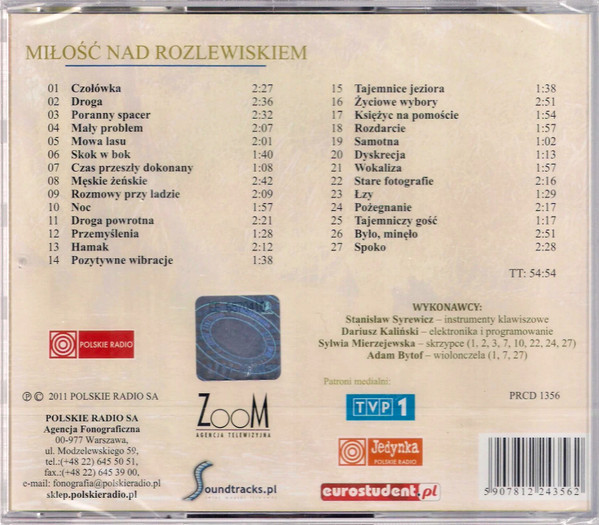 MIŁOŚĆ NAD ROZLEWISKIEM
01 Czołówka 2:27
02 Droga 2:36
03 Poranny spacer 2:32
04 Mały problem 2:07
05 Mowa lasu 2:01
06 Skok w bok 1:40
07 Czas przeszły dokonany 1:08
08 Męskie żeńskie 2:42
09 Rozmowy przy ladzie 2:09
10 Noc 1:57
11 Droga powrotna 2:21
12 Przemyślenia 1:28
13 Hamak 2:12
14 Pozytywne wibracje 1:38
15 Tajemnice jeziora 1:38
16 Życiowe wybory 2:51
17 Księżyc na pomoście 1:54
18 Rozdarcie 1:57
19 Samotna 1:02
20 Dyskrecja 1:13
21 Wokaliza 1:57
22 Stare fotografie 2:16
23 Łzy 1:29
24 Pożegnanie 2:17
25 Tajemniczy gość 1:17
26 Było, minęło 2:51
27 Spoko 2:28
TT: 54:54
WYKONAWCY:
Stanisław Syrewicz – instrumenty klawiszowe
Dariusz Kaliński – elektronika i programowanie
Sylwia Mierzejewska – skrzypce (1, 2, 3, 7, 10, 22, 24, 27)
Adam Bytof – wiolonczela (1, 7, 27)
POLSKIE RADIO
℗ © 2011 POLSKIE RADIO SA
POLSKIE RADIO SA
Agencja Fonograficzna
00-977 Warszawa,
ul. Modzelewskiego 59,
tel.:(+48 22) 645 50 51,
fax.:(+48 22) 645 39 00,
e-mail: fonografia@polskieradio.pl
sklep.polskieradio.pl
ZooM
AGENCJA TELEWIZYJNA
Soundtracks.pl
Patroni medialni:
TVP 1
Jedynka
POLSKIE RADIO
eurostudent.pl
PRCD 1356
5 907812 243562